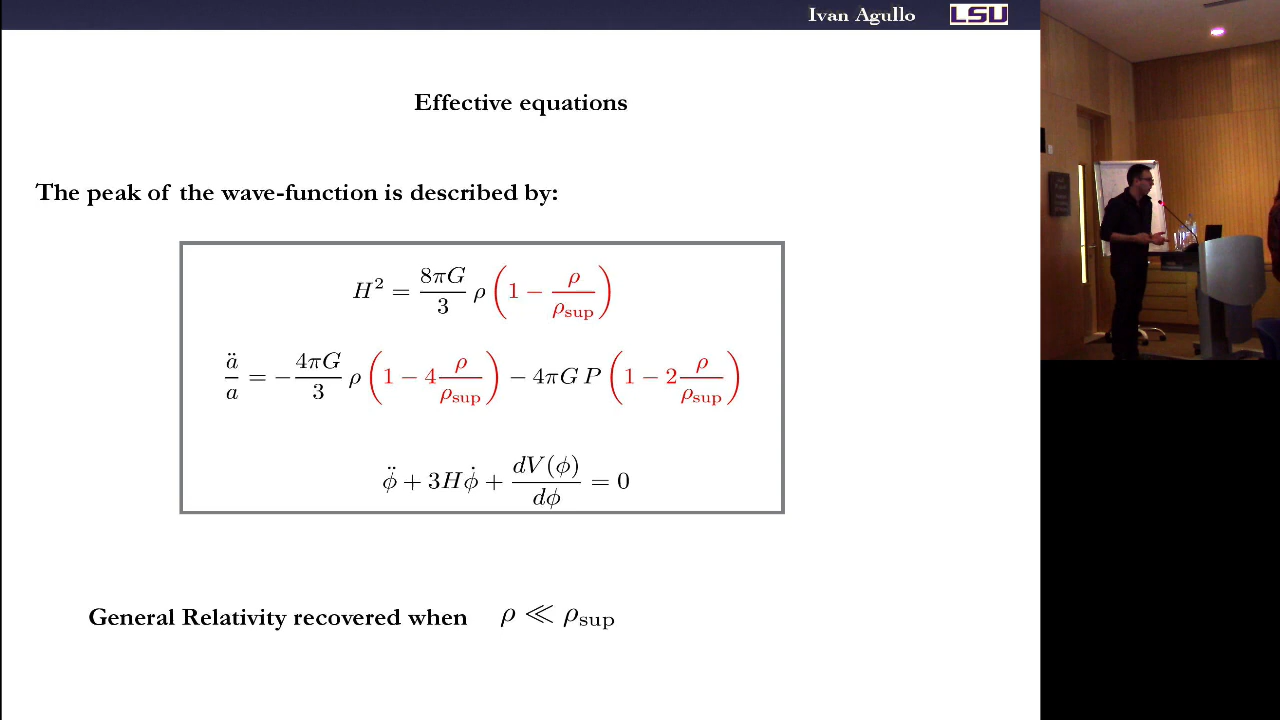 Ivan Agullo LSU
Effective equations
The peak of the wave-function is described by:
H² = 8πG/3 ρ (1 − ρ/ρ_sup)
ä/a = −4πG/3 ρ (1 − 4 ρ/ρ_sup) − 4πG P (1 − 2 ρ/ρ_sup)
φ̈ + 3Hφ̇ + dV(φ)/dφ = 0
General Relativity recovered when ρ ≪ ρ_sup